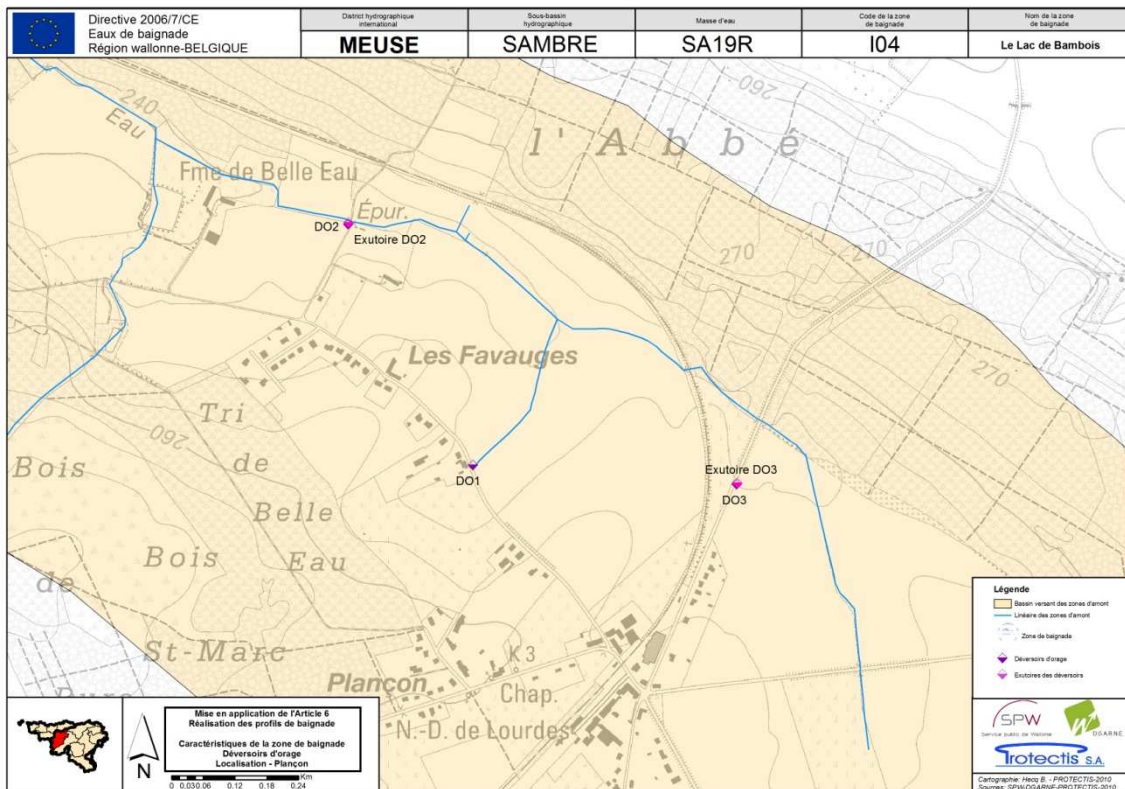 Directive 2006/7/CE
Eaux de baignade
Région wallonne-BELGIQUE
District hydrographique
international
MEUSE
Sous-bassin
hydrographique
SAMBRE
Masse d'eau
SA19R
Code de la zone
de baignade
I04
Nom de la zone
de baignade
Le Lac de Bambois
240
Eau
260
l'Abbé
Fme de Belle Eau
Épur.
DO2
Exutoire DO2
270
270
270
Les Favauges
Tri
de
Belle
Eau
260
Bois
DO1
Exutoire DO3
DO3
Bois
de
St-Marc
Plançon
K3
Chap.
N.-D. de Lourdes
Légende
Bassin versant des zones d'amont
Linéaire des zones d'amont
Zone de baignade
Déversoirs d'orage
Exutoires des déversoirs
N
Mise en application de l'Article 6
Réalisation des profils de baignade
Caractéristiques de la zone de baignade
Déversoirs d'orage
Localisation - Plançon
Km
0 0.03 0.06 0.12 0.18 0.24
SPW
Service public de Wallonie
DGARNE
Protectis S.A.
Cartographie: Hecq B. - PROTECTIS-2010
Sources: SPW-DGARNE-PROTECTIS-2010